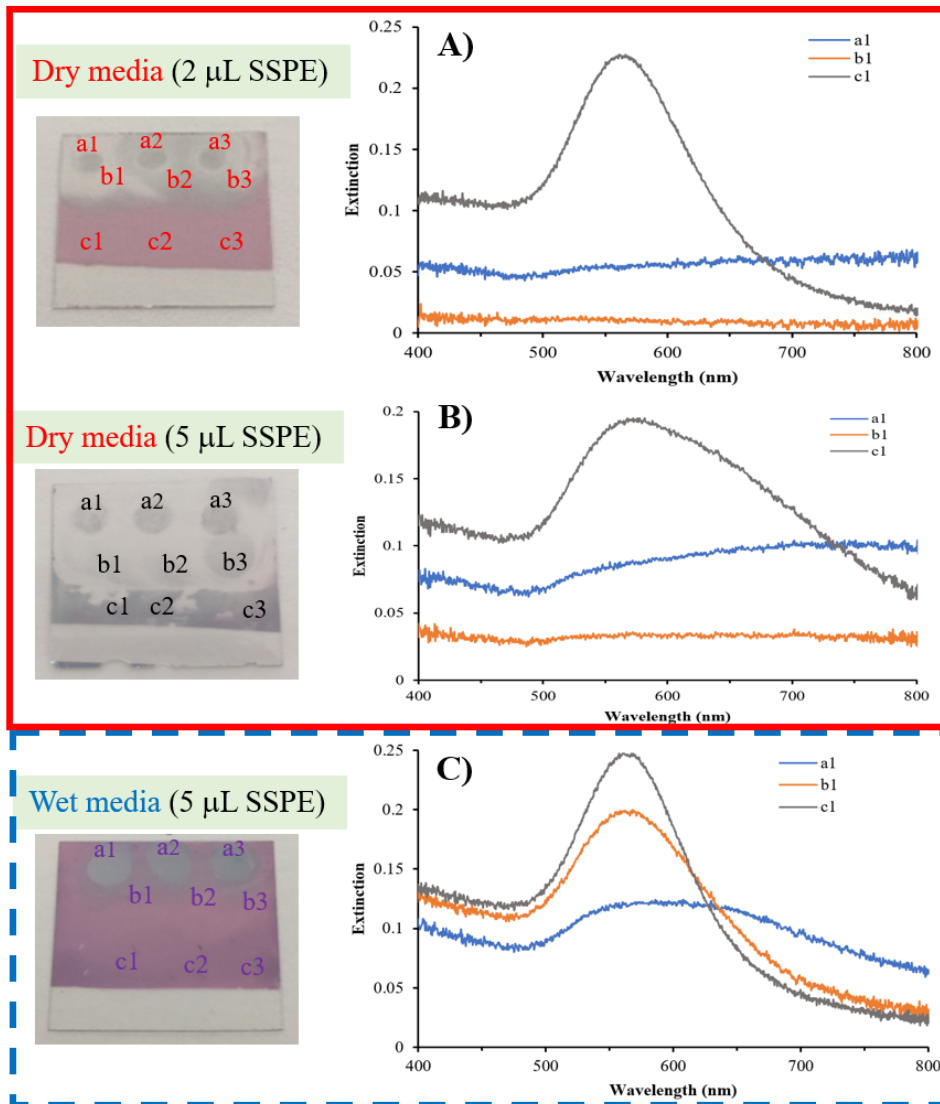 Dry media (2 μL SSPE)
a1 a2 a3
b1 b2 b3
c1 c2 c3
A)
a1
b1
c1
0.25
0.2
0.15
0.1
0.05
0
Extinction
400 500 600 700 800
Wavelength (nm)
Dry media (5 μL SSPE)
a1 a2 a3
b1 b2 b3
c1 c2 c3
B)
a1
b1
c1
0.2
0.15
0.1
0.05
0
Extinction
400 500 600 700 800
Wavelength (nm)
Wet media (5 μL SSPE)
a1 a2 a3
b1 b2 b3
c1 c2 c3
C)
a1
b1
c1
0.25
0.2
0.15
0.1
0.05
0
Extinction
400 500 600 700 800
Wavelength (nm)